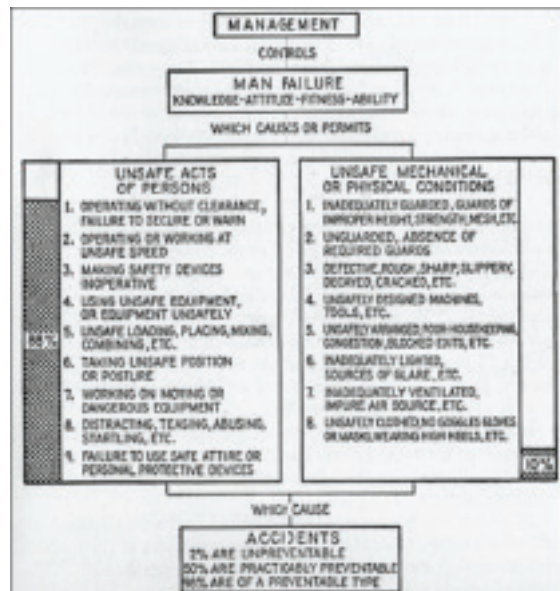 MANAGEMENT
CONTROLS
MAN FAILURE
KNOWLEDGE-ATTITUDE-FITNESS-ABILITY
WHICH CAUSES OR PERMITS
UNSAFE ACTS
OF PERSONS
1. OPERATING WITHOUT CLEARANCE,
FAILURE TO SECURE OR WARN
2. OPERATING OR WORKING AT
UNSAFE SPEED
3. MAKING SAFETY DEVICES
INOPERATIVE
4. USING UNSAFE EQUIPMENT,
OR EQUIPMENT UNSAFELY
5. UNSAFE LOADING, PLACING, MIXING,
COMBINING, ETC.
6. TAKING UNSAFE POSITION
OR POSTURE
7. WORKING ON MOVING OR
DANGEROUS EQUIPMENT
8. DISTRACTING, TEASING, ABUSING,
STARTLING, ETC.
9. FAILURE TO USE SAFE ATTIRE OR
PERSONAL PROTECTIVE DEVICES
88%
UNSAFE MECHANICAL
OR PHYSICAL CONDITIONS
1. INADEQUATELY GUARDED, GUARDS OF
IMPROPER HEIGHT, STRENGTH, MESH, ETC.
2. UNGUARDED, ABSENCE OF
REQUIRED GUARDS
3. DEFECTIVE, ROUGH, SHARP, SLIPPERY,
DECAYED, CRACKED, ETC.
4. UNSAFELY DESIGNED MACHINES,
TOOLS, ETC.
5. UNSAFELY ARRANGED, POOR HOUSEKEEPING,
CONGESTION, BLOCKED EXITS, ETC.
6. INADEQUATELY LIGHTED,
SOURCES OF GLARE, ETC.
7. INADEQUATELY VENTILATED,
IMPURE AIR SOURCE, ETC.
8. UNSAFELY CLOTHED, NO GOGGLES GLOVES
OR MASKS, WEARING HIGH HEELS, ETC.
10%
WHICH CAUSE
ACCIDENTS
2% ARE UNPREVENTABLE
50% ARE PRACTICABLY PREVENTABLE
98% ARE OF A PREVENTABLE TYPE